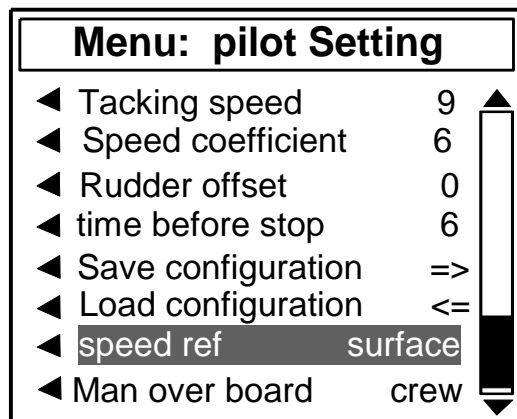 Menu: pilot Setting
Tacking speed 9
Speed coefficient 6
Rudder offset 0
time before stop 6
Save configuration =>
Load configuration <=
speed ref surface
Man over board crew